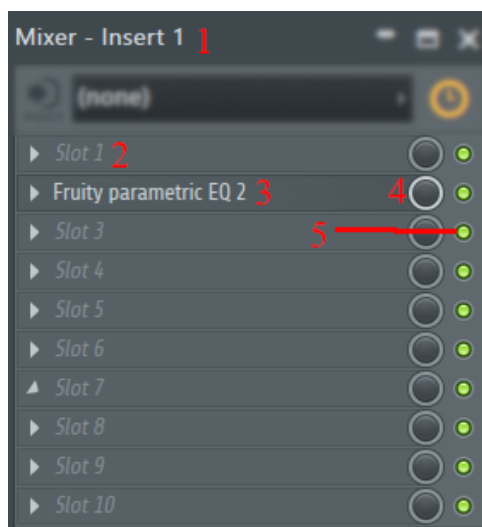 Mixer - Insert 1 1
(none)
Slot 1 2
Fruity parametric EQ 2 3 4
Slot 3 5
Slot 4
Slot 5
Slot 6
Slot 7
Slot 8
Slot 9
Slot 10